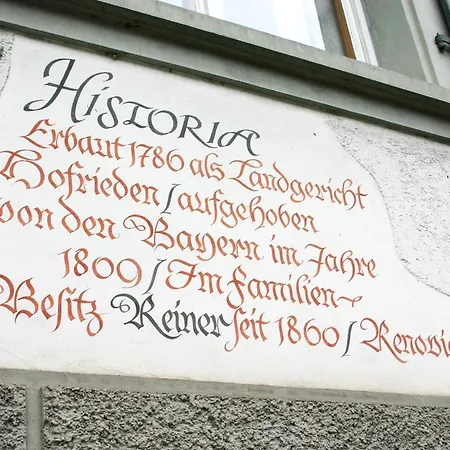 HISTORIA
Erbaut 1786 als Landgericht
Hofrieden / aufgehoben
von den Bayern im Jahre
1809 / Im Familien-
Besitz Reiner seit 1860 / Renovie